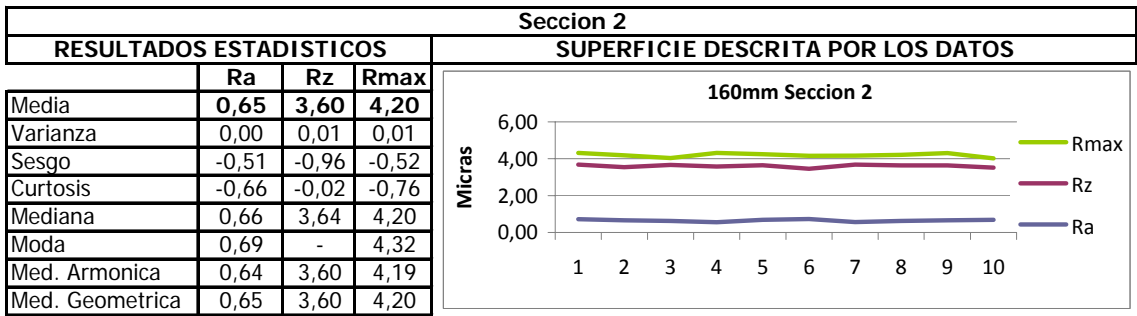 Seccion 2
RESULTADOS ESTADISTICOS
SUPERFICIE DESCRITA POR LOS DATOS
Ra Rz Rmax
Media 0,65 3,60 4,20
Varianza 0,00 0,01 0,01
Sesgo -0,51 -0,96 -0,52
Curtosis -0,66 -0,02 -0,76
Mediana 0,66 3,64 4,20
Moda 0,69 - 4,32
Med. Armonica 0,64 3,60 4,19
Med. Geometrica 0,65 3,60 4,20
160mm Seccion 2
Micras
6,00
4,00
2,00
0,00
1 2 3 4 5 6 7 8 9 10
Rmax
Rz
Ra